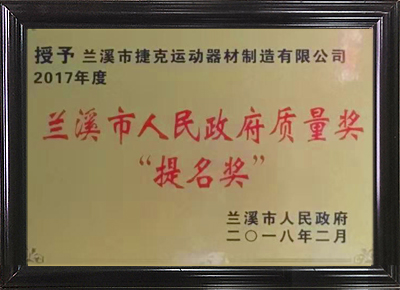 授予 兰溪市捷克运动器材制造有限公司
2017年度
兰溪市人民政府质量奖
“提名奖”
兰溪市人民政府
二〇一八年二月